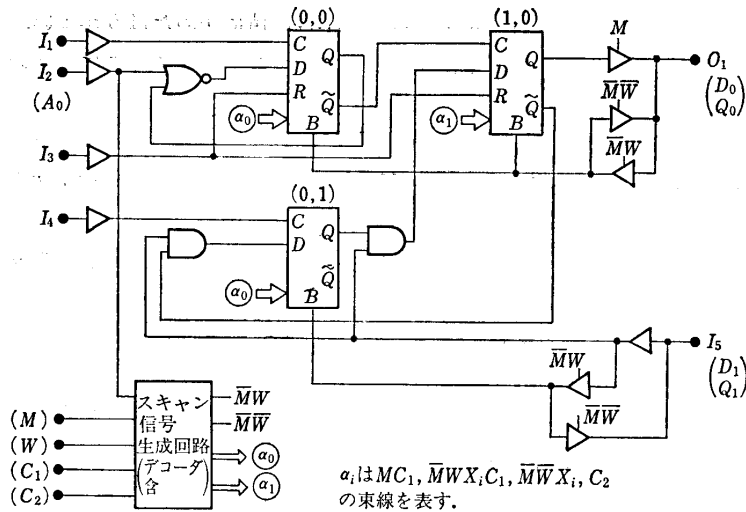 (0,0)
(1,0)
I₁
I₂
(A₀)
I₃
I₄
C
D
R
Q
Q̃
B
α₀
C
D
R
Q
Q̃
B
α₁
M
M̅W̅
M̅W
O₁
(D₀
Q₀)
(0,1)
C
D
Q
Q̃
B
α₀
I₅
(D₁
Q₁)
M̅W
M̅W̅
(M)
(W)
(C₁)
(C₂)
スキャン
信号
生成回路
(デコーダ
含)
M̅W
M̅W̅
α₀
α₁
αᵢはMC₁, M̅WXᵢC₁, M̅W̅Xᵢ, C₂
の束線を表す.